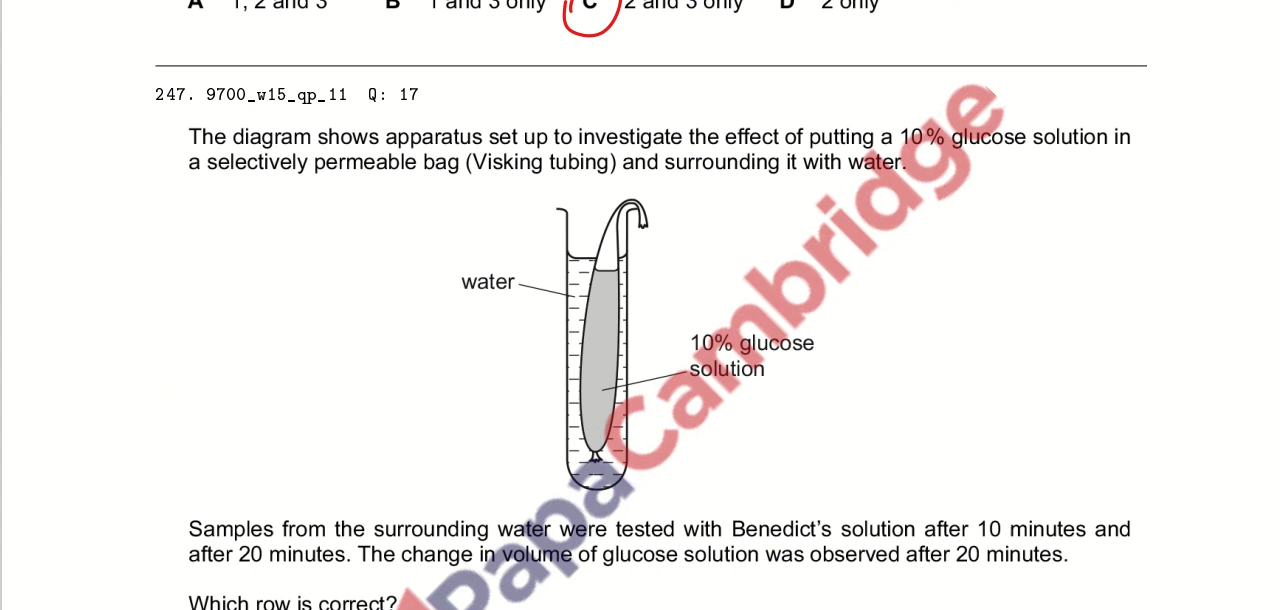 A 1, 2 and 3 B 1 and 3 only C 2 and 3 only D 2 only
247. 9700_w15_qp_11 Q: 17
The diagram shows apparatus set up to investigate the effect of putting a 10% glucose solution in
a selectively permeable bag (Visking tubing) and surrounding it with water.
water
10% glucose
solution
Samples from the surrounding water were tested with Benedict's solution after 10 minutes and
after 20 minutes. The change in volume of glucose solution was observed after 20 minutes.
Which row is correct?
PapaCambridge